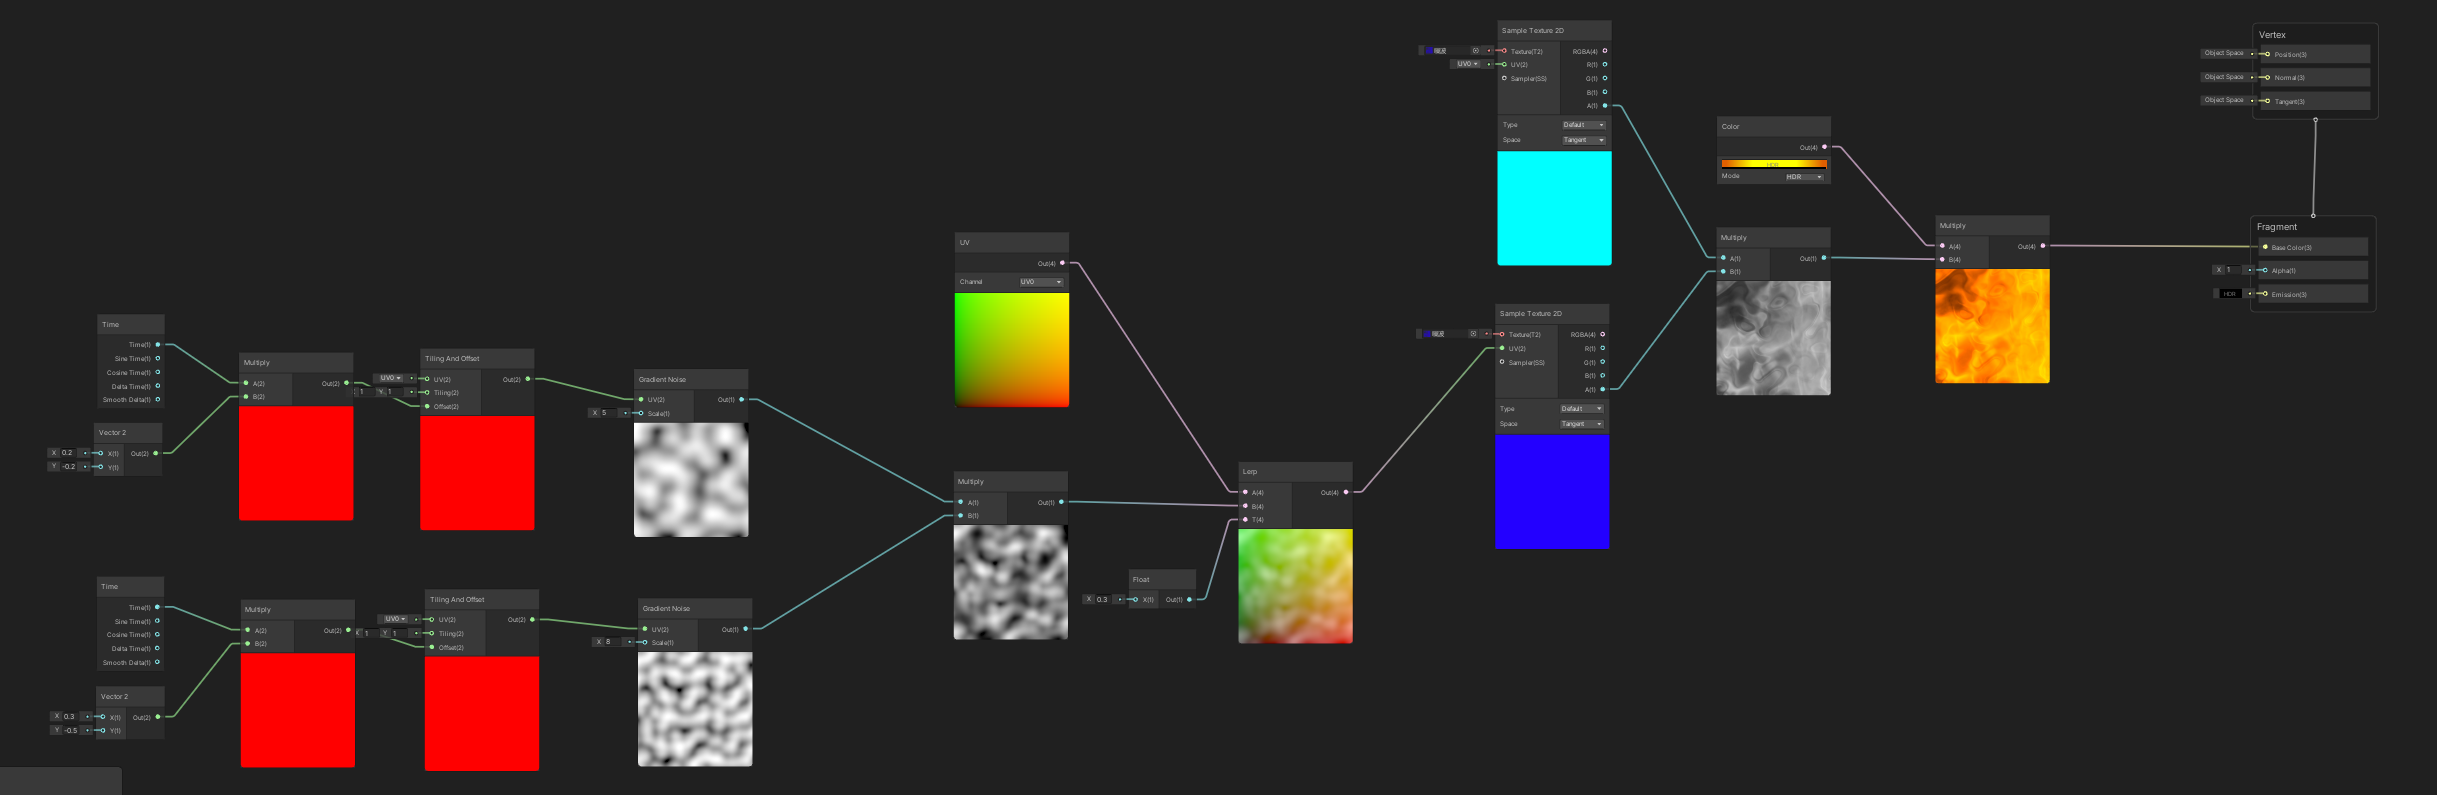 Time
Time(1)
Sine Time(1)
Cosine Time(1)
Delta Time(1)
Smooth Delta(1)
Vector 2
X 0.2
X(1)
Out(2)
Y -0.2
Y(1)
Multiply
A(2)
Out(2)
B(2)
Tiling And Offset
UV0
UV(2)
Out(2)
1
Y 1
Tiling(2)
Offset(2)
Gradient Noise
UV(2)
Out(1)
X 5
Scale(1)
Time
Time(1)
Sine Time(1)
Cosine Time(1)
Delta Time(1)
Smooth Delta(1)
Vector 2
X 0.3
X(1)
Out(2)
Y -0.5
Y(1)
Multiply
A(2)
Out(2)
B(2)
Tiling And Offset
UV0
UV(2)
Out(2)
X 1
Y 1
Tiling(2)
Offset(2)
Gradient Noise
UV(2)
Out(1)
X 8
Scale(1)
UV
Out(4)
Channel
UV0
Multiply
A(1)
Out(1)
B(1)
Float
X 0.3
X(1)
Out(1)
Lerp
A(4)
Out(4)
B(4)
T(4)
Sample Texture 2D
Texture(T2)
RGBA(4)
UV0
UV(2)
R(1)
Sampler(SS)
G(1)
B(1)
A(1)
Type
Default
Space
Tangent
Sample Texture 2D
Texture(T2)
RGBA(4)
UV(2)
R(1)
Sampler(SS)
G(1)
B(1)
A(1)
Type
Default
Space
Tangent
Color
Out(4)
HDR
Mode
HDR
Multiply
A(1)
Out(1)
B(1)
Multiply
A(4)
Out(4)
B(4)
Vertex
Object Space
Position(3)
Object Space
Normal(3)
Object Space
Tangent(3)
Fragment
Base Color(3)
X 1
Alpha(1)
HDR
Emission(3)